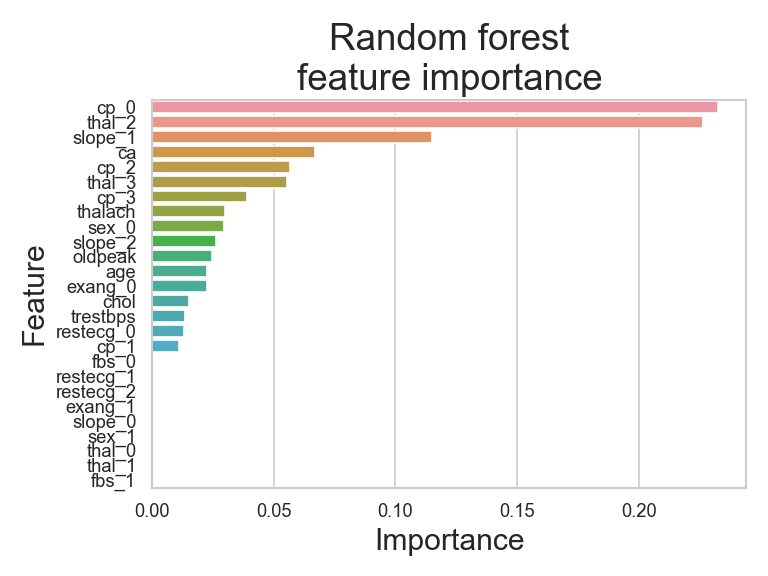 Random forest
feature importance
cp_0
thal_2
slope_1
ca
cp_2
thal_3
cp_3
thalach
sex_0
slope_2
oldpeak
age
exang_0
chol
trestbps
restecg_0
cp_1
fbs_0
restecg_1
restecg_2
exang_1
slope_0
sex_1
thal_0
thal_1
fbs_1
Feature
0.00 0.05 0.10 0.15 0.20
Importance